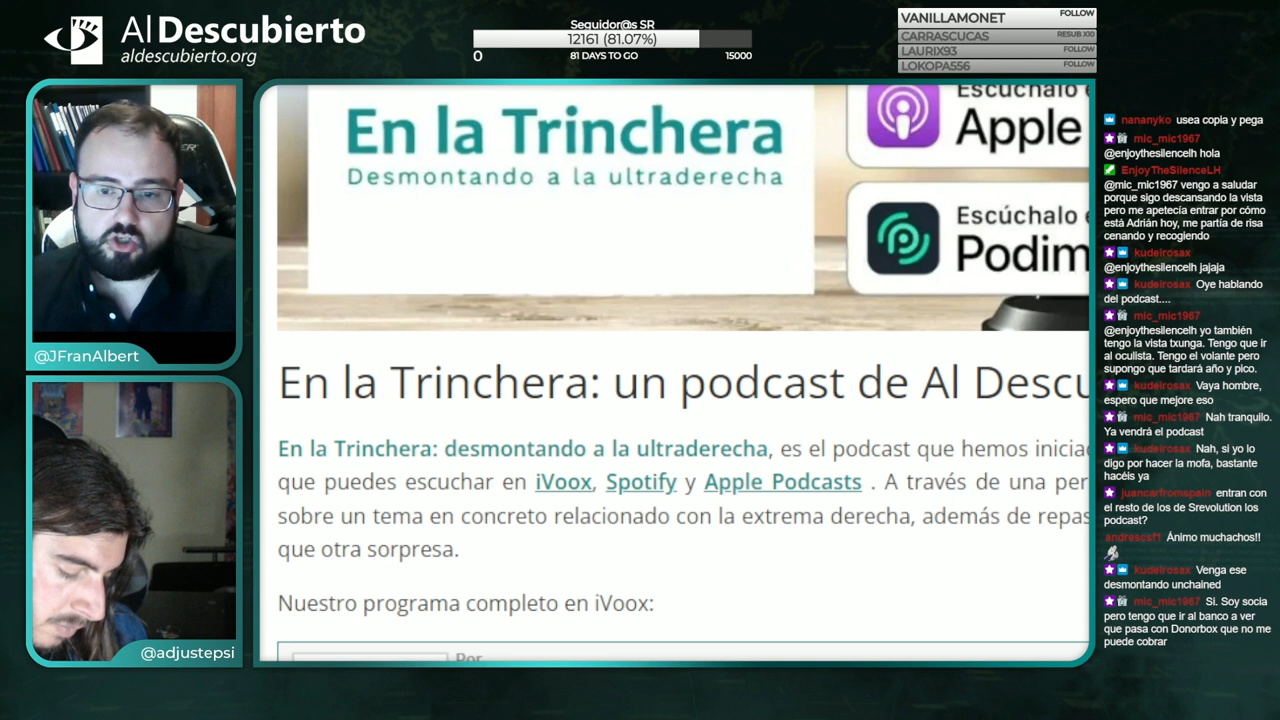 Al Descubierto
aldescubierto.org
Seguidor@s SR
12161 (81.07%)
0
81 DAYS TO GO
15000
VANILLAMONET FOLLOW
CARRASCUCAS RESUB X10
LAURIX93 FOLLOW
LOKOPA556 FOLLOW
@JFranAlbert
@adjustepsi
En la Trinchera
Desmontando a la ultraderecha
Escúchalo e
Apple
Escúchalo e
Podim
En la Trinchera: un podcast de Al Descu
En la Trinchera: desmontando a la ultraderecha, es el podcast que hemos inicia
que puedes escuchar en iVoox, Spotify y Apple Podcasts . A través de una per
sobre un tema en concreto relacionado con la extrema derecha, además de repas
que otra sorpresa.
Nuestro programa completo en iVoox:
Por
nananyko usea copia y pega
mic_mic1967
@enjoythesilencelh hola
EnjoyTheSilenceLH
@mic_mic1967 vengo a saludar
porque sigo descansando la vista
pero me apetecía entrar por cómo
está Adrián hoy, me partía de risa
cenando y recogiendo
kudeirosax
@enjoythesilencelh jajaja
kudeirosax Oye hablando
del podcast....
mic_mic1967
@enjoythesilencelh yo también
tengo la vista txunga. Tengo que ir
al oculista. Tengo el volante pero
supongo que tardará año y pico.
kudeirosax Vaya hombre,
espero que mejore eso
mic_mic1967 Nah tranquilo.
Ya vendrá el podcast
kudeirosax Nah, si yo lo
digo por hacer la mofa, bastante
hacéis ya
juancarfromspain entran con
el resto de los de Srevolution los
podcast?
andrescsf1 Ánimo muchachos!!
kudeirosax Venga ese
desmontando unchained
mic_mic1967 Si. Soy socia
pero tengo que ir al banco a ver
que pasa con Donorbox que no me
puede cobrar